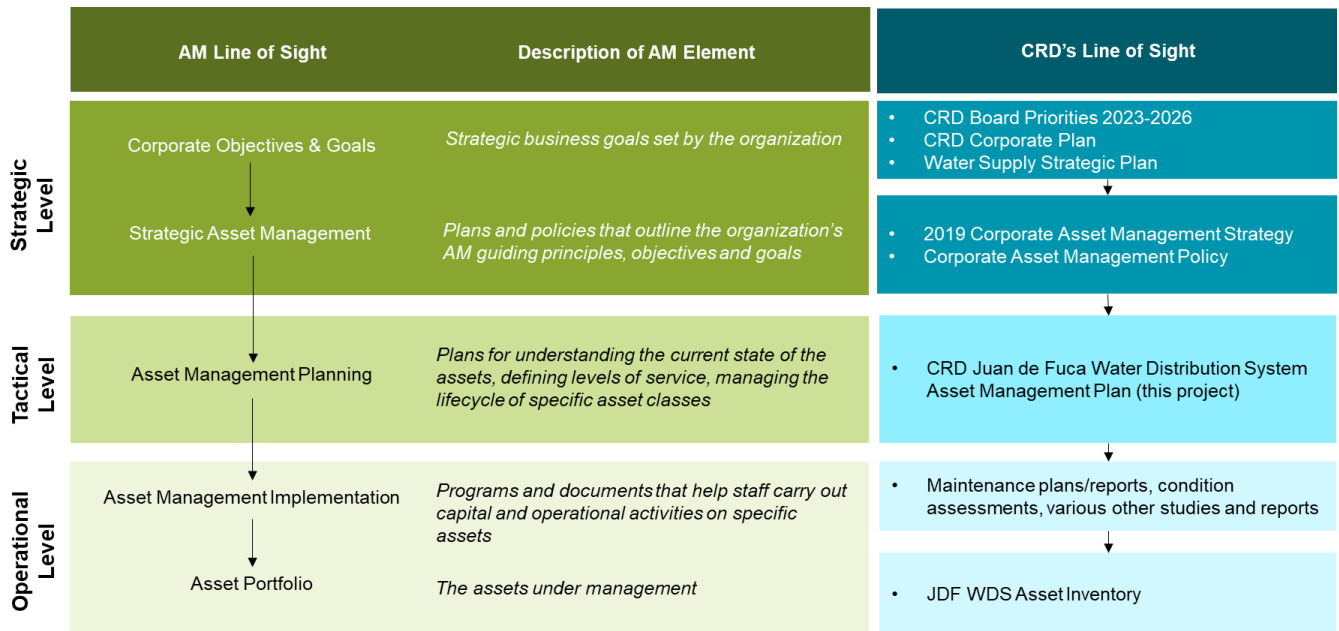 AM Line of Sight
Description of AM Element
CRD's Line of Sight
Strategic
Level
Corporate Objectives & Goals
Strategic business goals set by the organization
• CRD Board Priorities 2023-2026
• CRD Corporate Plan
• Water Supply Strategic Plan
Strategic Asset Management
Plans and policies that outline the organization's
AM guiding principles, objectives and goals
• 2019 Corporate Asset Management Strategy
• Corporate Asset Management Policy
Tactical
Level
Asset Management Planning
Plans for understanding the current state of the
assets, defining levels of service, managing the
lifecycle of specific asset classes
• CRD Juan de Fuca Water Distribution System
Asset Management Plan (this project)
Operational
Level
Asset Management Implementation
Programs and documents that help staff carry out
capital and operational activities on specific
assets
• Maintenance plans/reports, condition
assessments, various other studies and reports
Asset Portfolio
The assets under management
• JDF WDS Asset Inventory